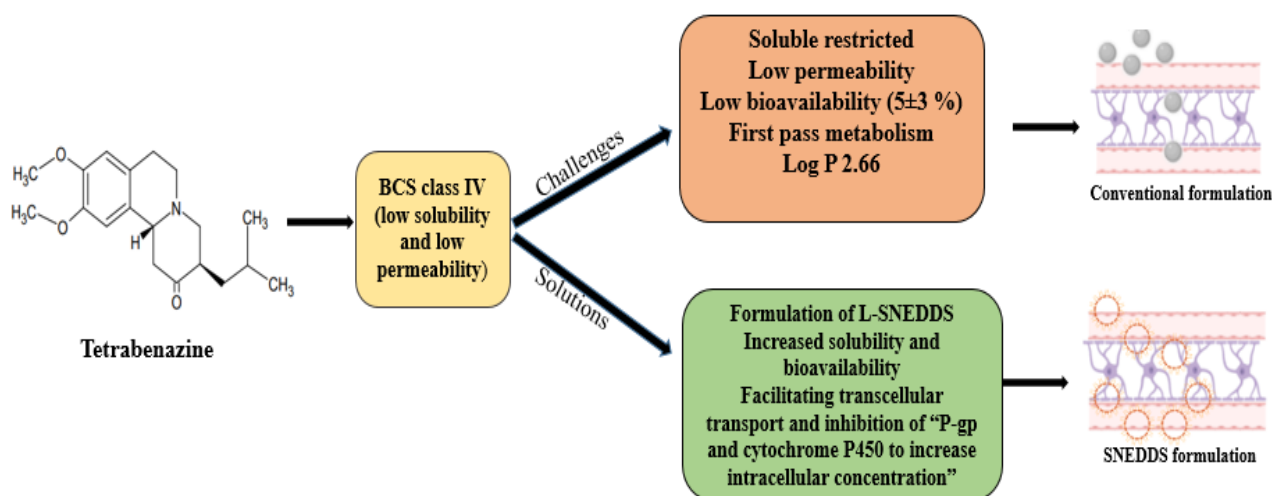 H₃C
O
H₃C
O
N
H
O
CH₃
CH₃
Tetrabenazine
BCS class IV
(low solubility
and low
permeability)
Challenges
Solutions
Soluble restricted
Low permeability
Low bioavailability (5±3 %)
First pass metabolism
Log P 2.66
Conventional formulation
Formulation of L-SNEDDS
Increased solubility and
bioavailability
Facilitating transcellular
transport and inhibition of “P-gp
and cytochrome P450 to increase
intracellular concentration”
SNEDDS formulation